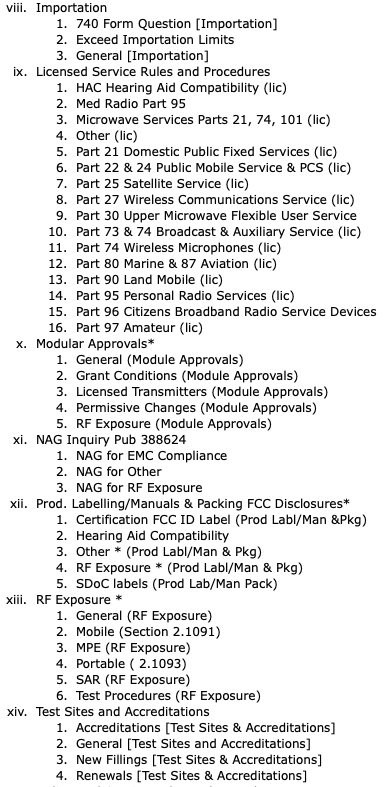 viii. Importation
1. 740 Form Question [Importation]
2. Exceed Importation Limits
3. General [Importation]
ix. Licensed Service Rules and Procedures
1. HAC Hearing Aid Compatibility (lic)
2. Med Radio Part 95
3. Microwave Services Parts 21, 74, 101 (lic)
4. Other (lic)
5. Part 21 Domestic Public Fixed Services (lic)
6. Part 22 & 24 Public Mobile Service & PCS (lic)
7. Part 25 Satellite Service (lic)
8. Part 27 Wireless Communications Service (lic)
9. Part 30 Upper Microwave Flexible User Service
10. Part 73 & 74 Broadcast & Auxiliary Service (lic)
11. Part 74 Wireless Microphones (lic)
12. Part 80 Marine & 87 Aviation (lic)
13. Part 90 Land Mobile (lic)
14. Part 95 Personal Radio Services (lic)
15. Part 96 Citizens Broadband Radio Service Devices
16. Part 97 Amateur (lic)
x. Modular Approvals*
1. General (Module Approvals)
2. Grant Conditions (Module Approvals)
3. Licensed Transmitters (Module Approvals)
4. Permissive Changes (Module Approvals)
5. RF Exposure (Module Approvals)
xi. NAG Inquiry Pub 388624
1. NAG for EMC Compliance
2. NAG for Other
3. NAG for RF Exposure
xii. Prod. Labelling/Manuals & Packing FCC Disclosures*
1. Certification FCC ID Label (Prod Labl/Man &Pkg)
2. Hearing Aid Compatibility
3. Other * (Prod Labl/Man & Pkg)
4. RF Exposure * (Prod Labl/Man & Pkg)
5. SDoC labels (Prod Lab/Man Pack)
xiii. RF Exposure *
1. General (RF Exposure)
2. Mobile (Section 2.1091)
3. MPE (RF Exposure)
4. Portable ( 2.1093)
5. SAR (RF Exposure)
6. Test Procedures (RF Exposure)
xiv. Test Sites and Accreditations
1. Accreditations [Test Sites & Accreditations]
2. General [Test Sites and Accreditations]
3. New Fillings [Test Sites & Accreditations]
4. Renewals [Test Sites & Accreditations]